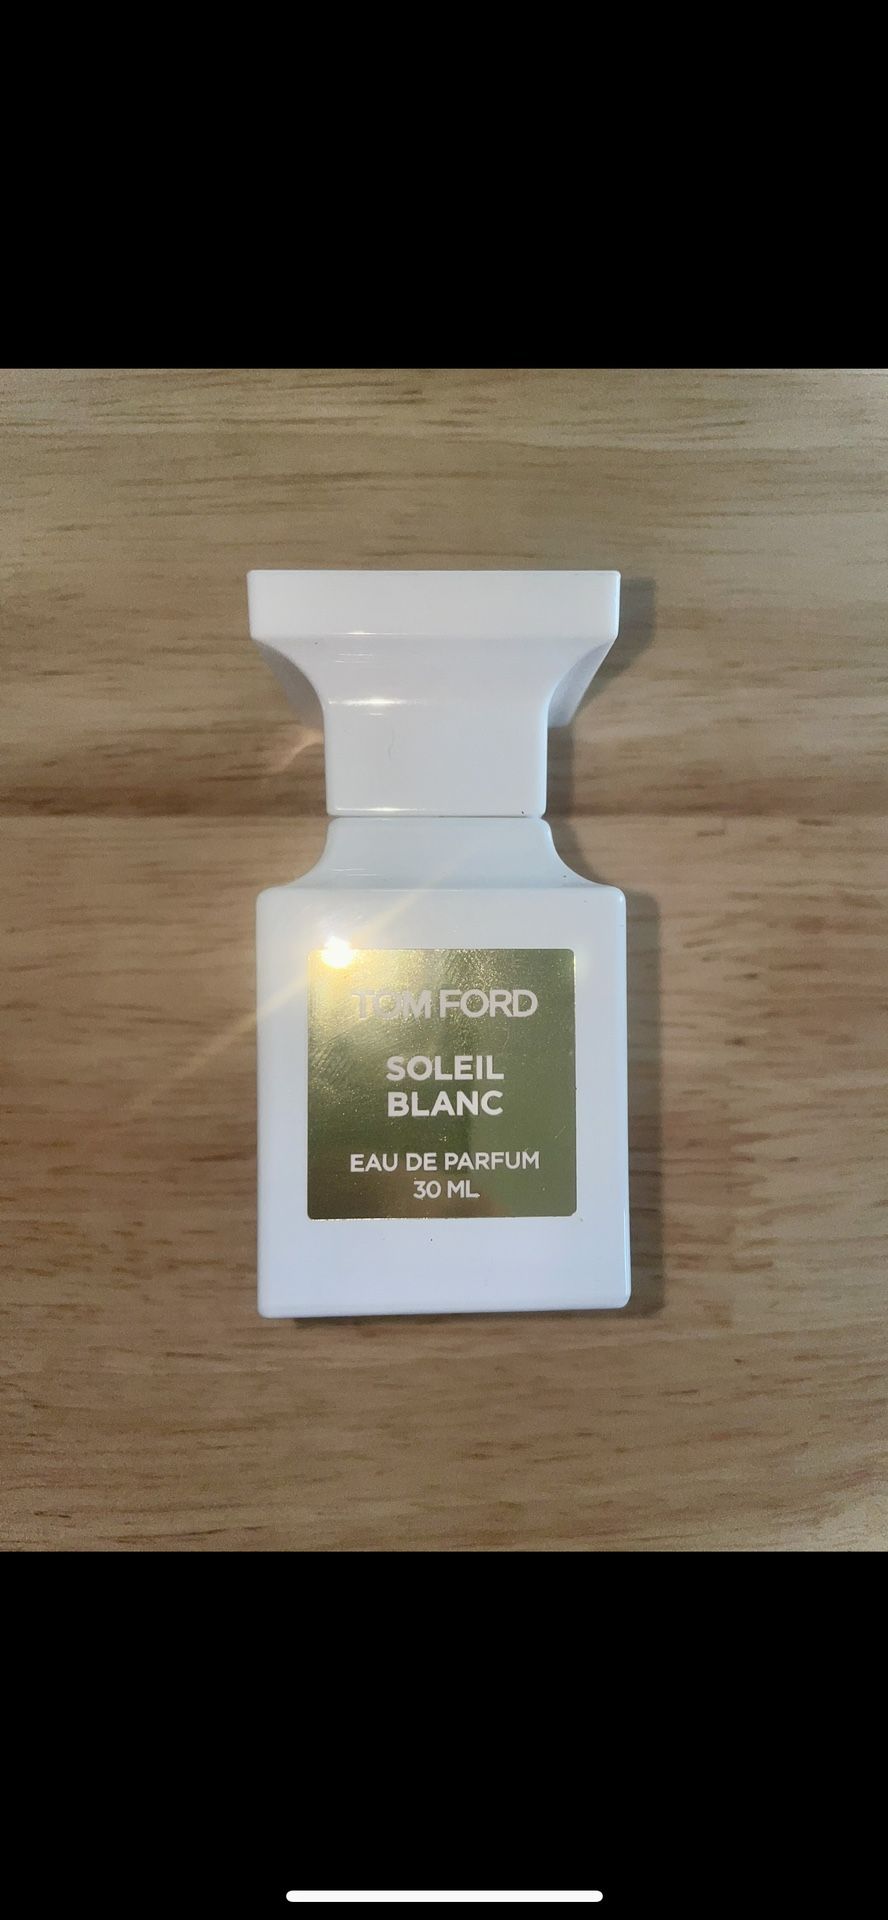 TOM FORD
SOLEIL
BLANC
EAU DE PARFUM
30 ML